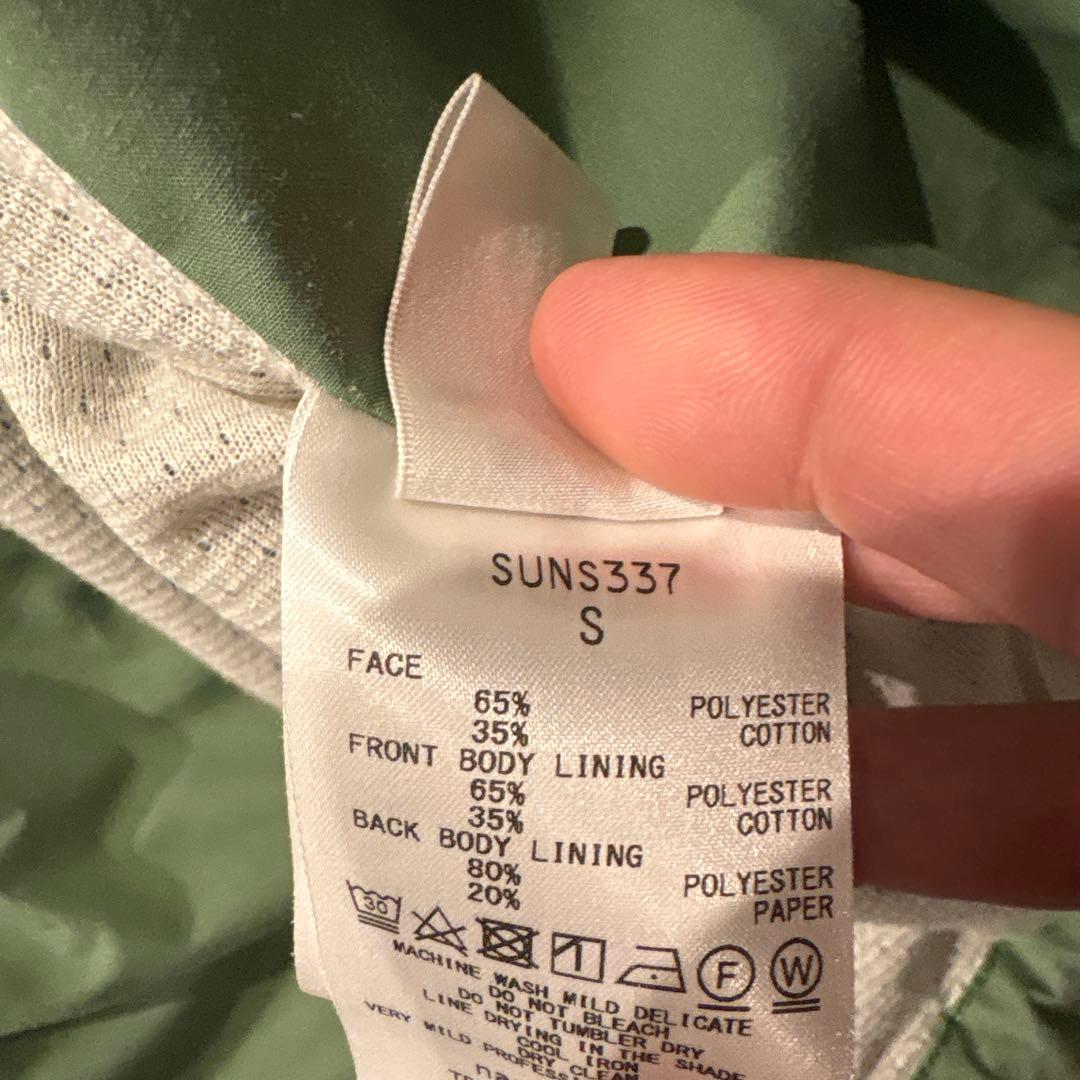 SUNS337
S
FACE
65% POLYESTER
35% COTTON
FRONT BODY LINING
65% POLYESTER
35% COTTON
BACK BODY LINING
80% POLYESTER
20% PAPER
30 F W
MACHINE WASH MILD DELICATE
DO NOT BLEACH
DO NOT TUMBLER DRY
LINE DRYING IN THE SHADE
COOL IRON
DRY CLEAN
VERY MILD
na